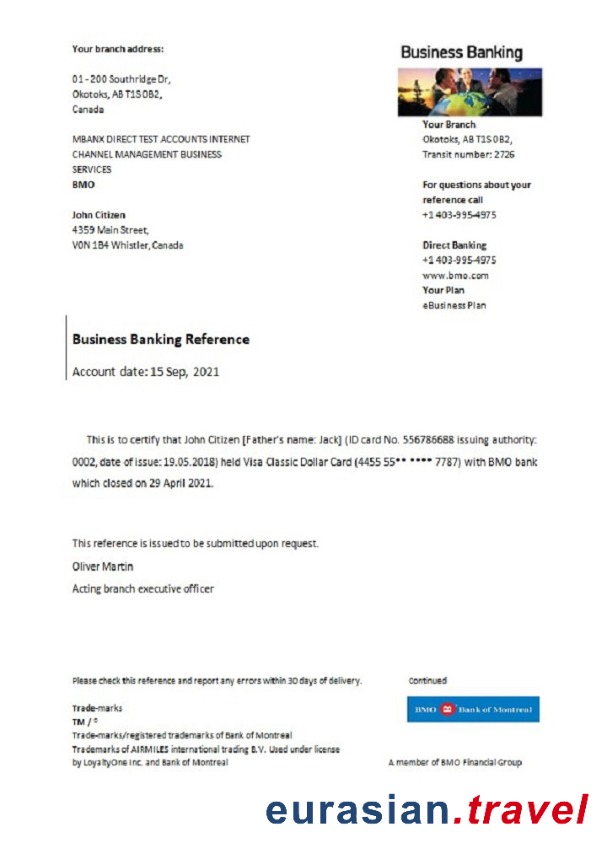 Your branch address:
01 - 200 Southridge Dr,
Okotoks, AB T1S 0B2,
Canada
MBANX DIRECT TEST ACCOUNTS INTERNET
CHANNEL MANAGEMENT BUSINESS
SERVICES
BMO
John Citizen
4359 Main Street,
V0N 1B4 Whistler, Canada
Business Banking
Your Branch
Okotoks, AB T1S 0B2,
Transit number: 2726
For questions about your
reference call
+1 403-995-4975
Direct Banking
+1 403-995-4975
www.bmo.com
Your Plan
eBusiness Plan
Business Banking Reference
Account date: 15 Sep, 2021
This is to certify that John Citizen [Father's name: Jack] (ID card No. 556786688 issuing authority:
0002, date of issue: 19.05.2018) held Visa Classic Dollar Card (4455 55** **** 7787) with BMO bank
which closed on 29 April 2021.
This reference is issued to be submitted upon request.
Oliver Martin
Acting branch executive officer
Please check this reference and report any errors within 30 days of delivery.
Continued
Trade-marks
TM / ®
Trade-marks/registered trademarks of Bank of Montreal
Trademarks of AIRMILES international trading B.V. Used under license
by LoyaltyOne Inc. and Bank of Montreal
BMO Bank of Montreal
A member of BMO Financial Group
eurasian.travel